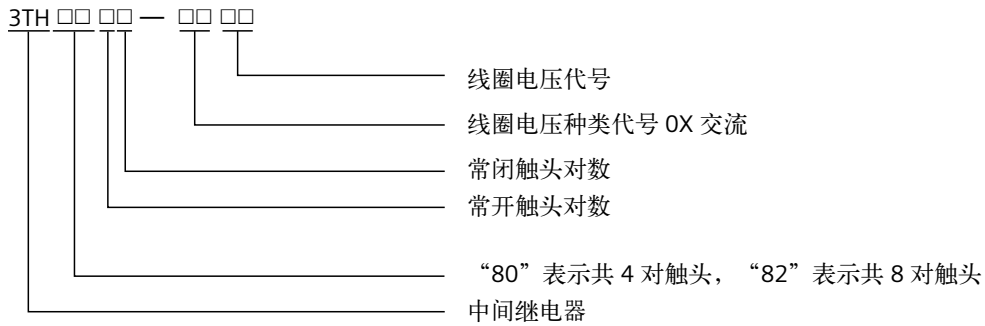 3TH □□ □□ — □□ □□
线圈电压代号
线圈电压种类代号 0X 交流
常闭触头对数
常开触头对数
“80”表示共 4 对触头，“82”表示共 8 对触头
中间继电器